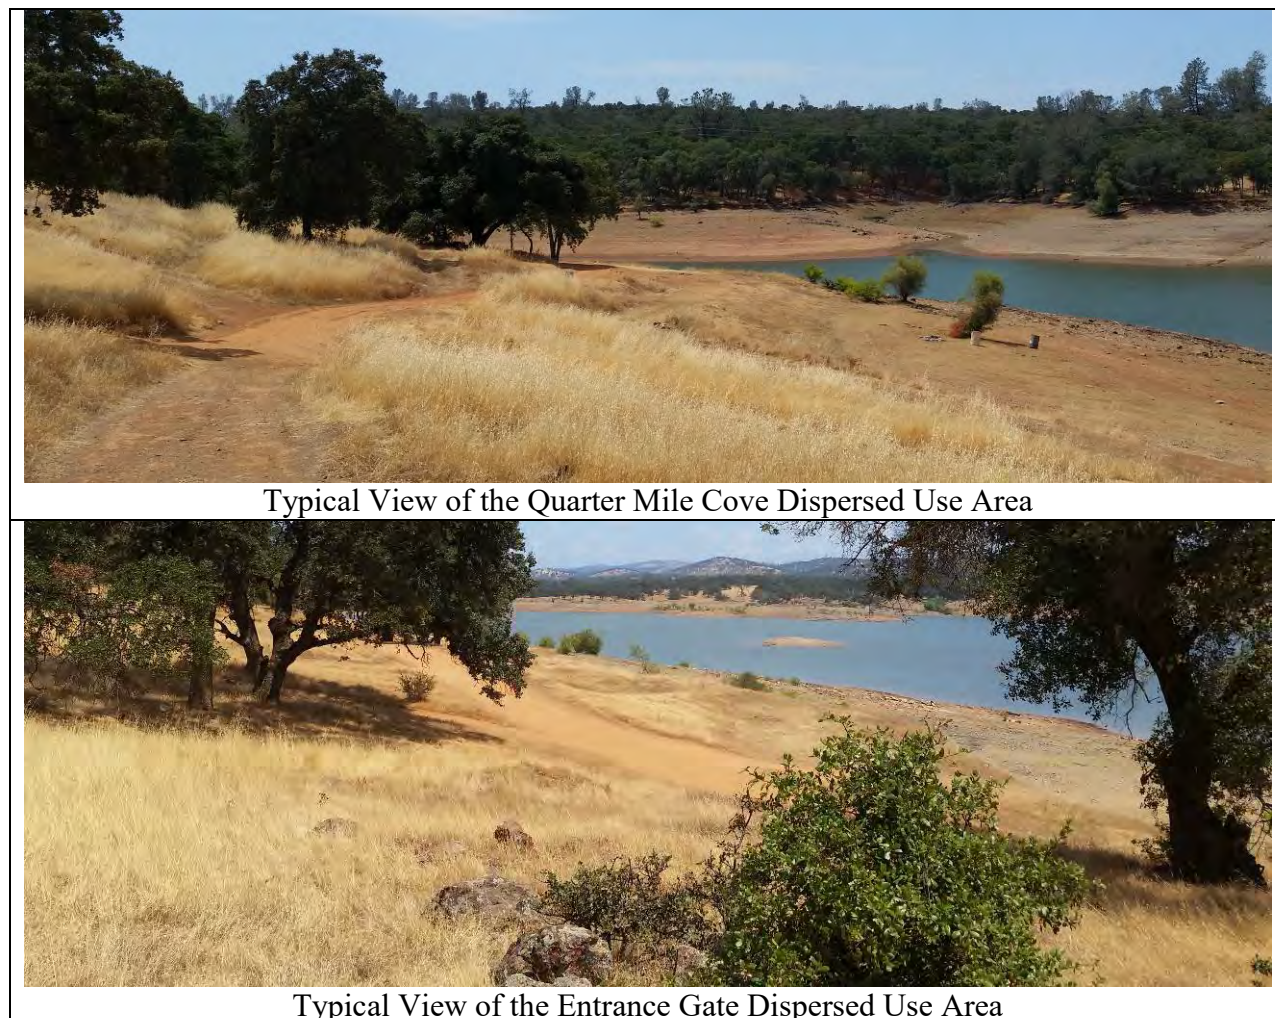 Typical View of the Quarter Mile Cove Dispersed Use Area
Typical View of the Entrance Gate Dispersed Use Area